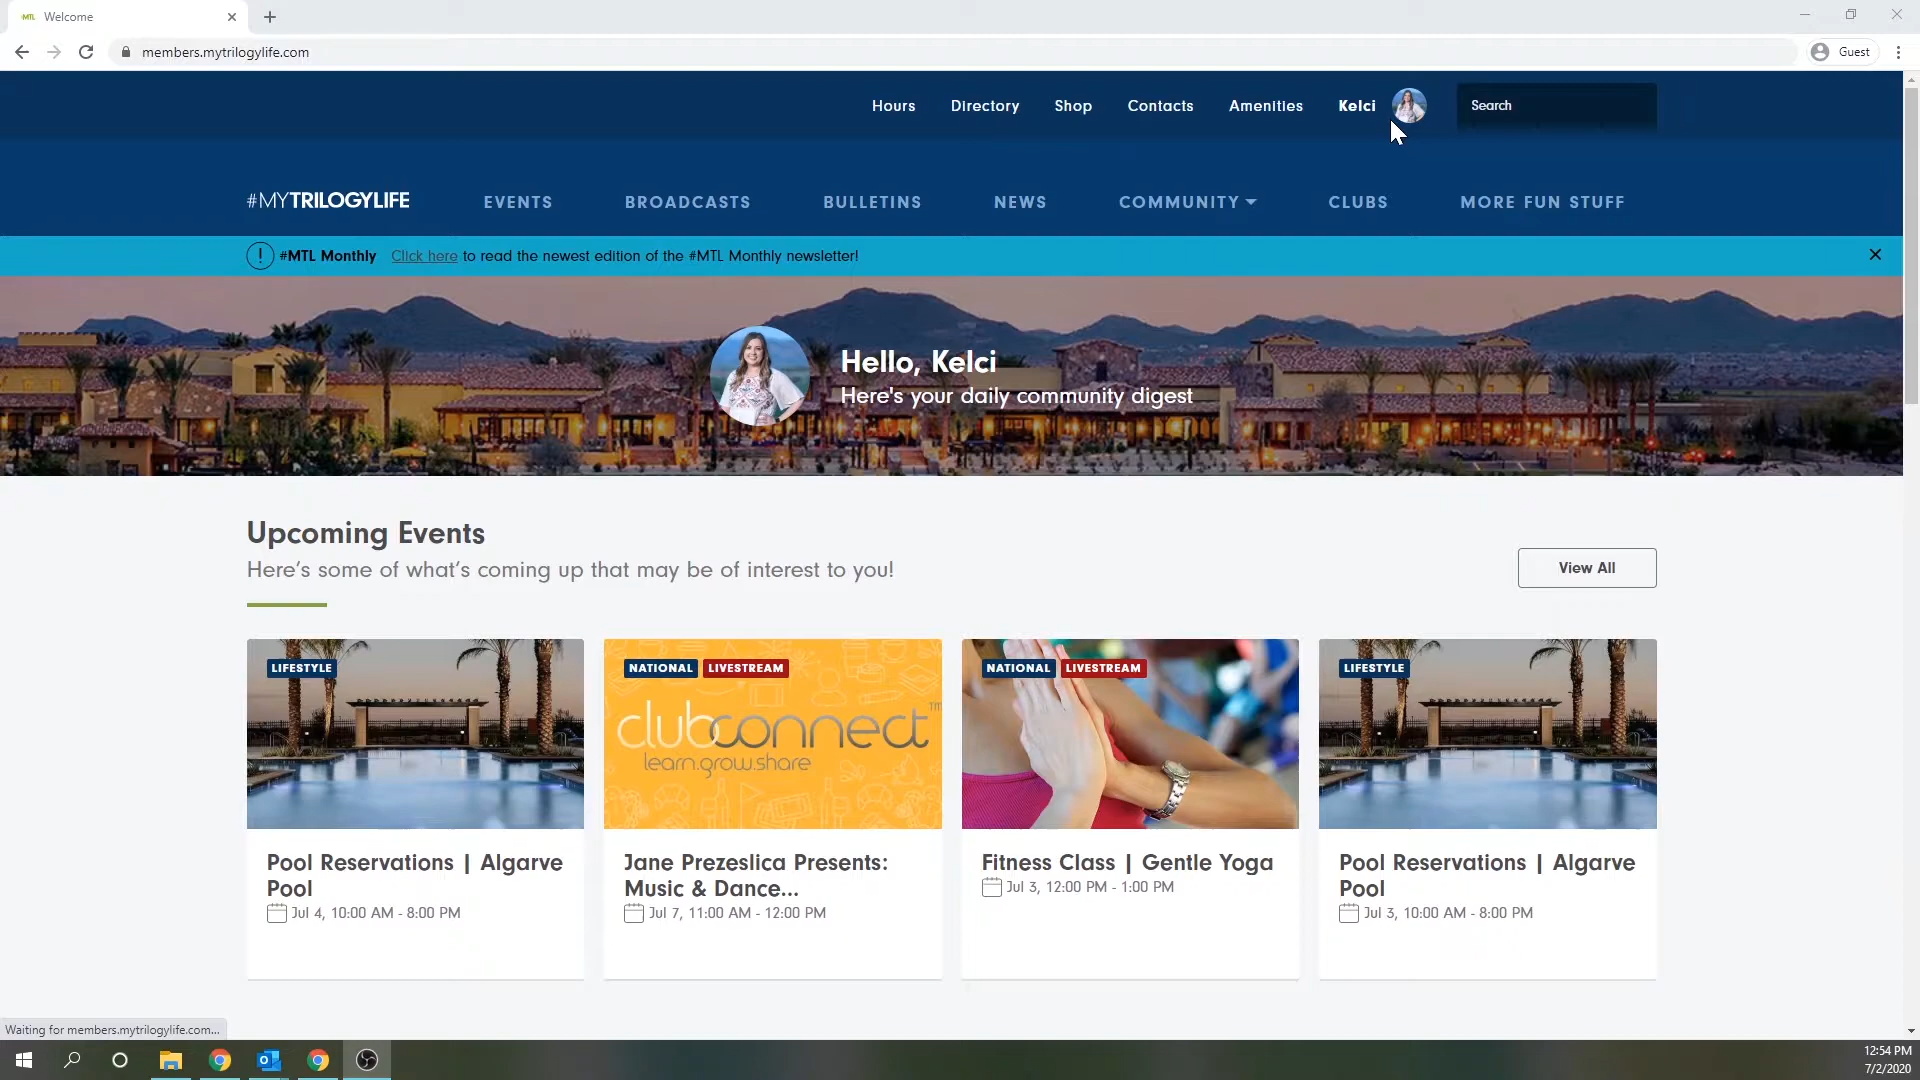 MTL Welcome
members.mytrilogylife.com
Guest
Hours Directory Shop Contacts Amenities Kelci Search
#MYTRILOGYLIFE EVENTS BROADCASTS BULLETINS NEWS COMMUNITY CLUBS MORE FUN STUFF
! #MTL Monthly Click here to read the newest edition of the #MTL Monthly newsletter!
Hello, Kelci
Here's your daily community digest
Upcoming Events
Here’s some of what’s coming up that may be of interest to you!
View All
LIFESTYLE
Pool Reservations | Algarve
Pool
Jul 4, 10:00 AM - 8:00 PM
NATIONAL LIVESTREAM
clubconnect™
learn.grow.share
Jane Prezeslica Presents:
Music & Dance...
Jul 7, 11:00 AM - 12:00 PM
NATIONAL LIVESTREAM
Fitness Class | Gentle Yoga
Jul 3, 12:00 PM - 1:00 PM
LIFESTYLE
Pool Reservations | Algarve
Pool
Jul 3, 10:00 AM - 8:00 PM
Waiting for members.mytrilogylife.com...
12:54 PM
7/2/2020